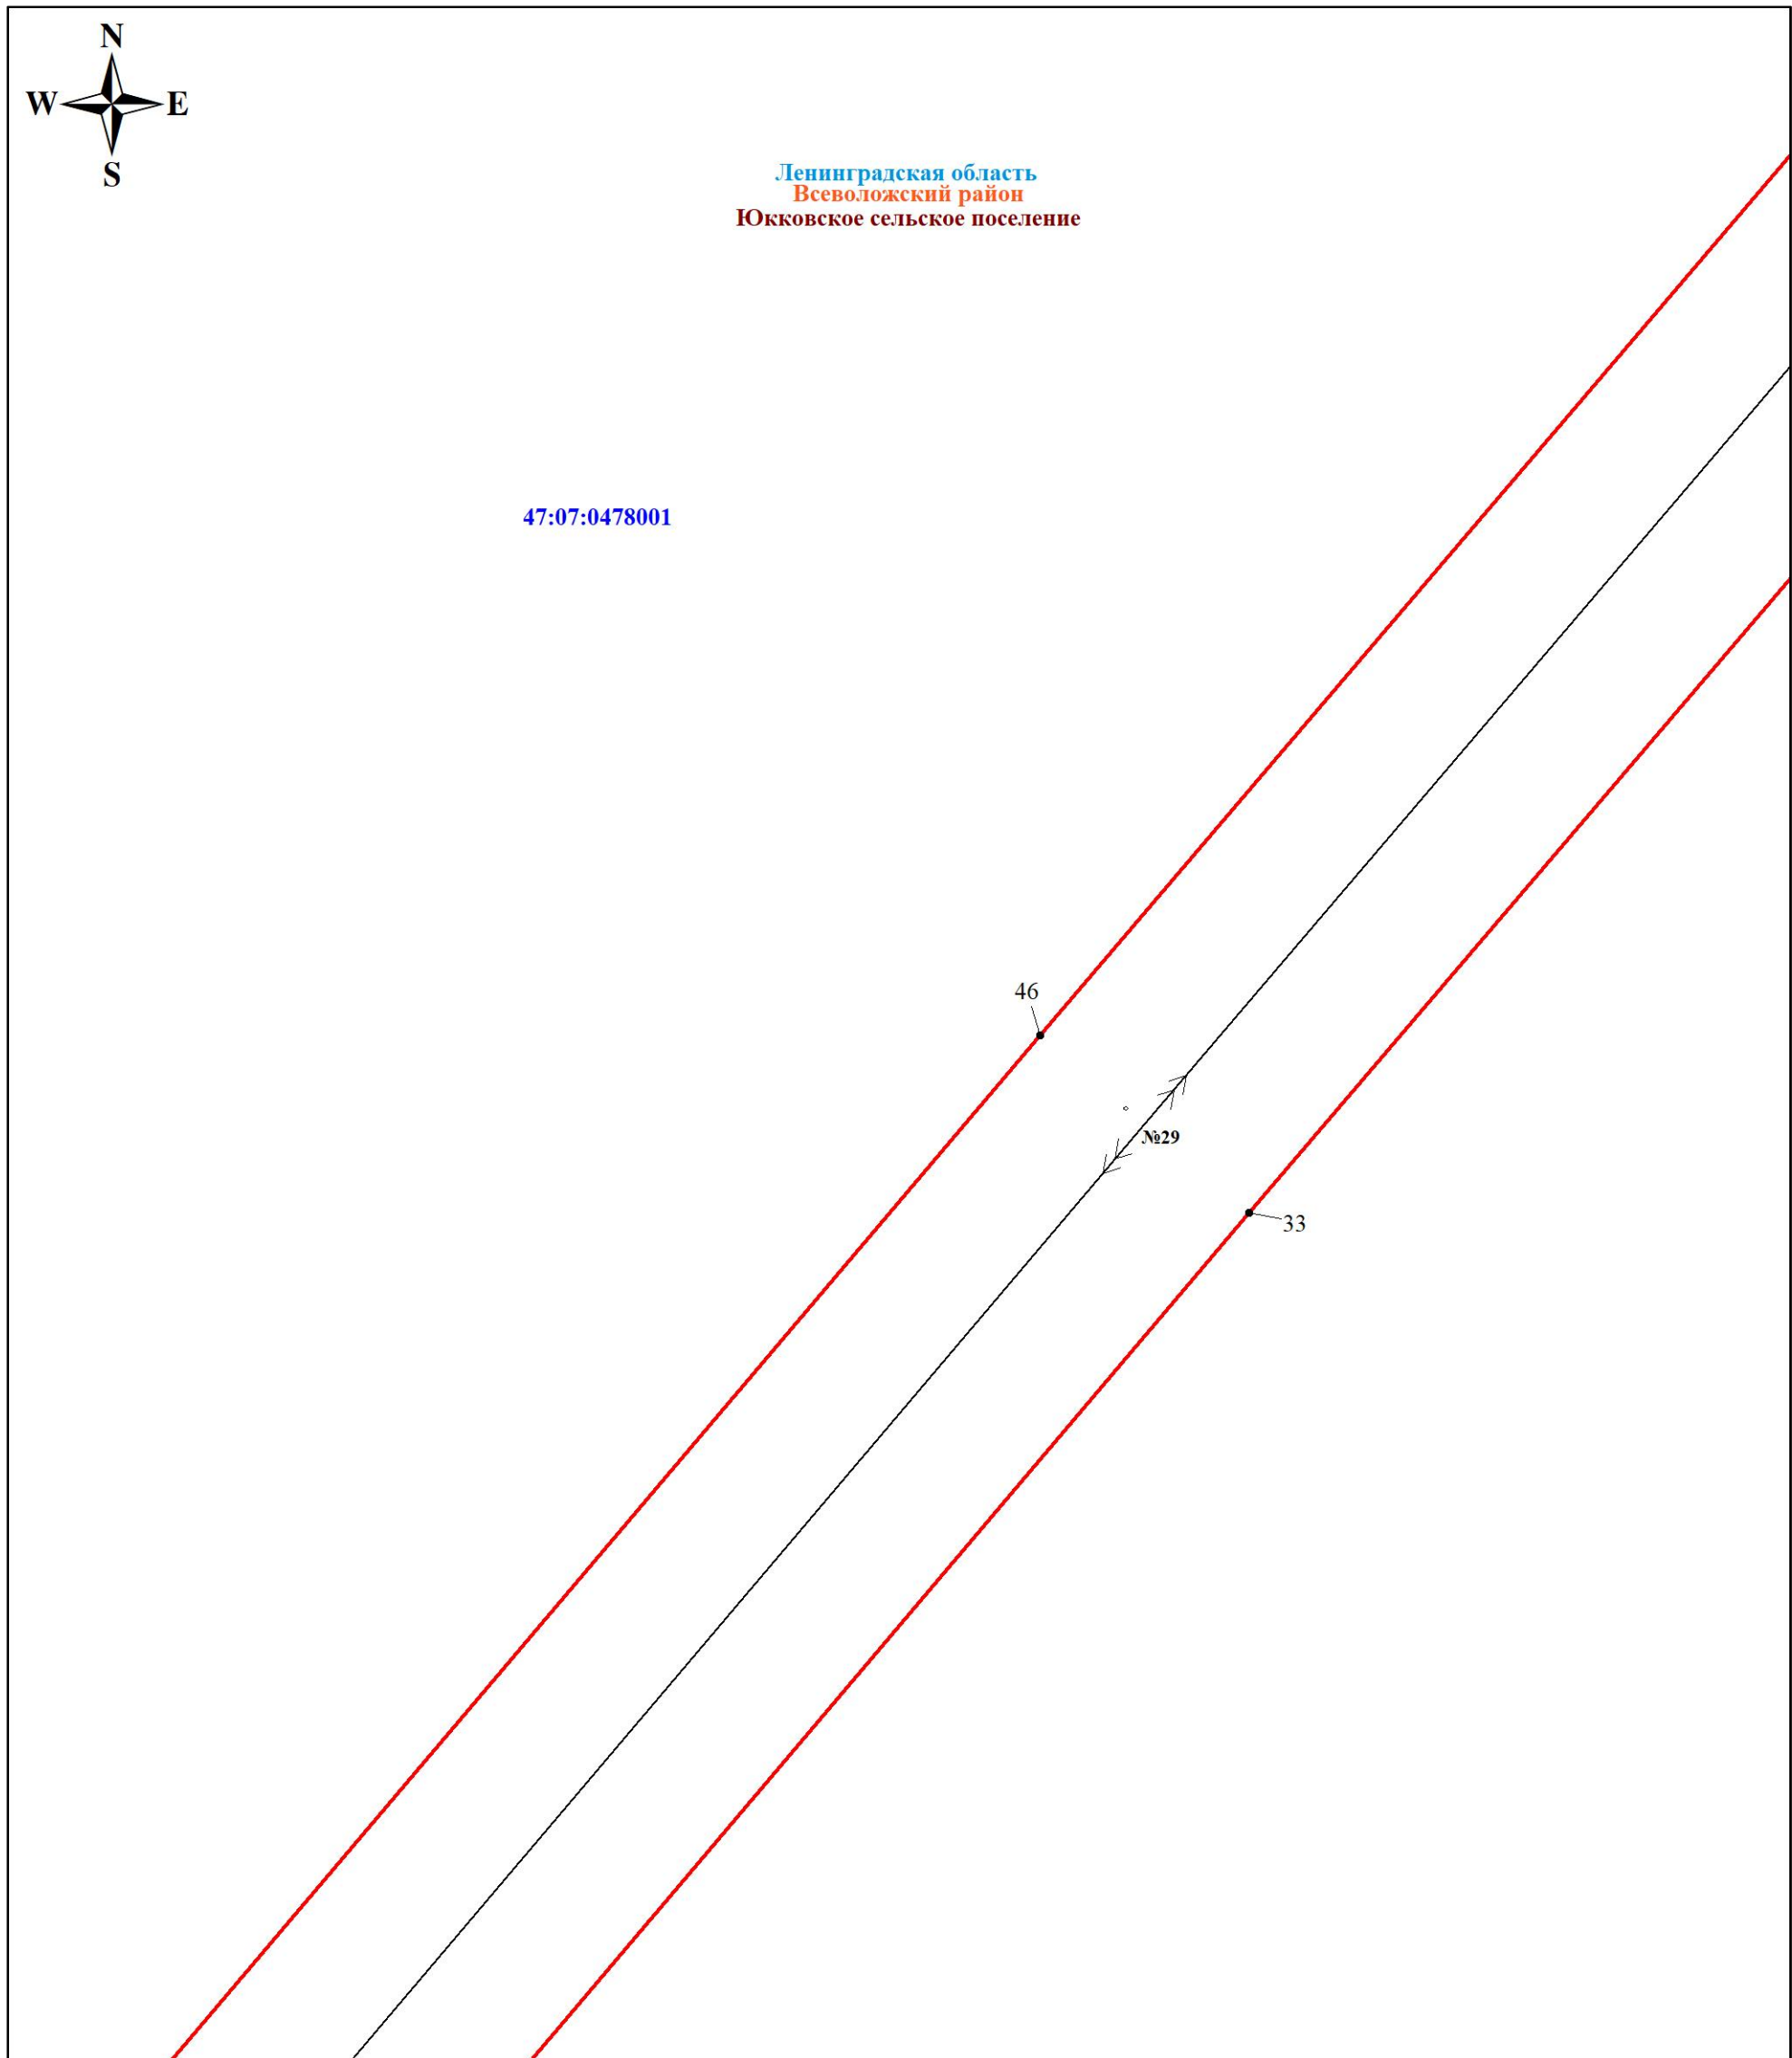 N
W E
S
Ленинградская область
Всеволожский район
Юкковское сельское поселение
47:07:0478001
46
№29
33